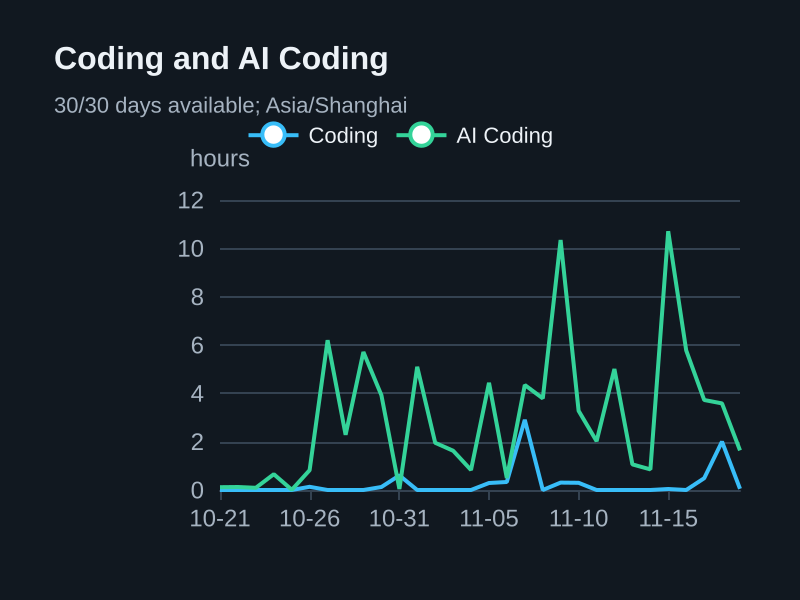 Coding and AI Coding
30/30 days available; Asia/Shanghai
Coding AI Coding
hours
12
10
8
6
4
2
0
10-21 10-26 10-31 11-05 11-10 11-15